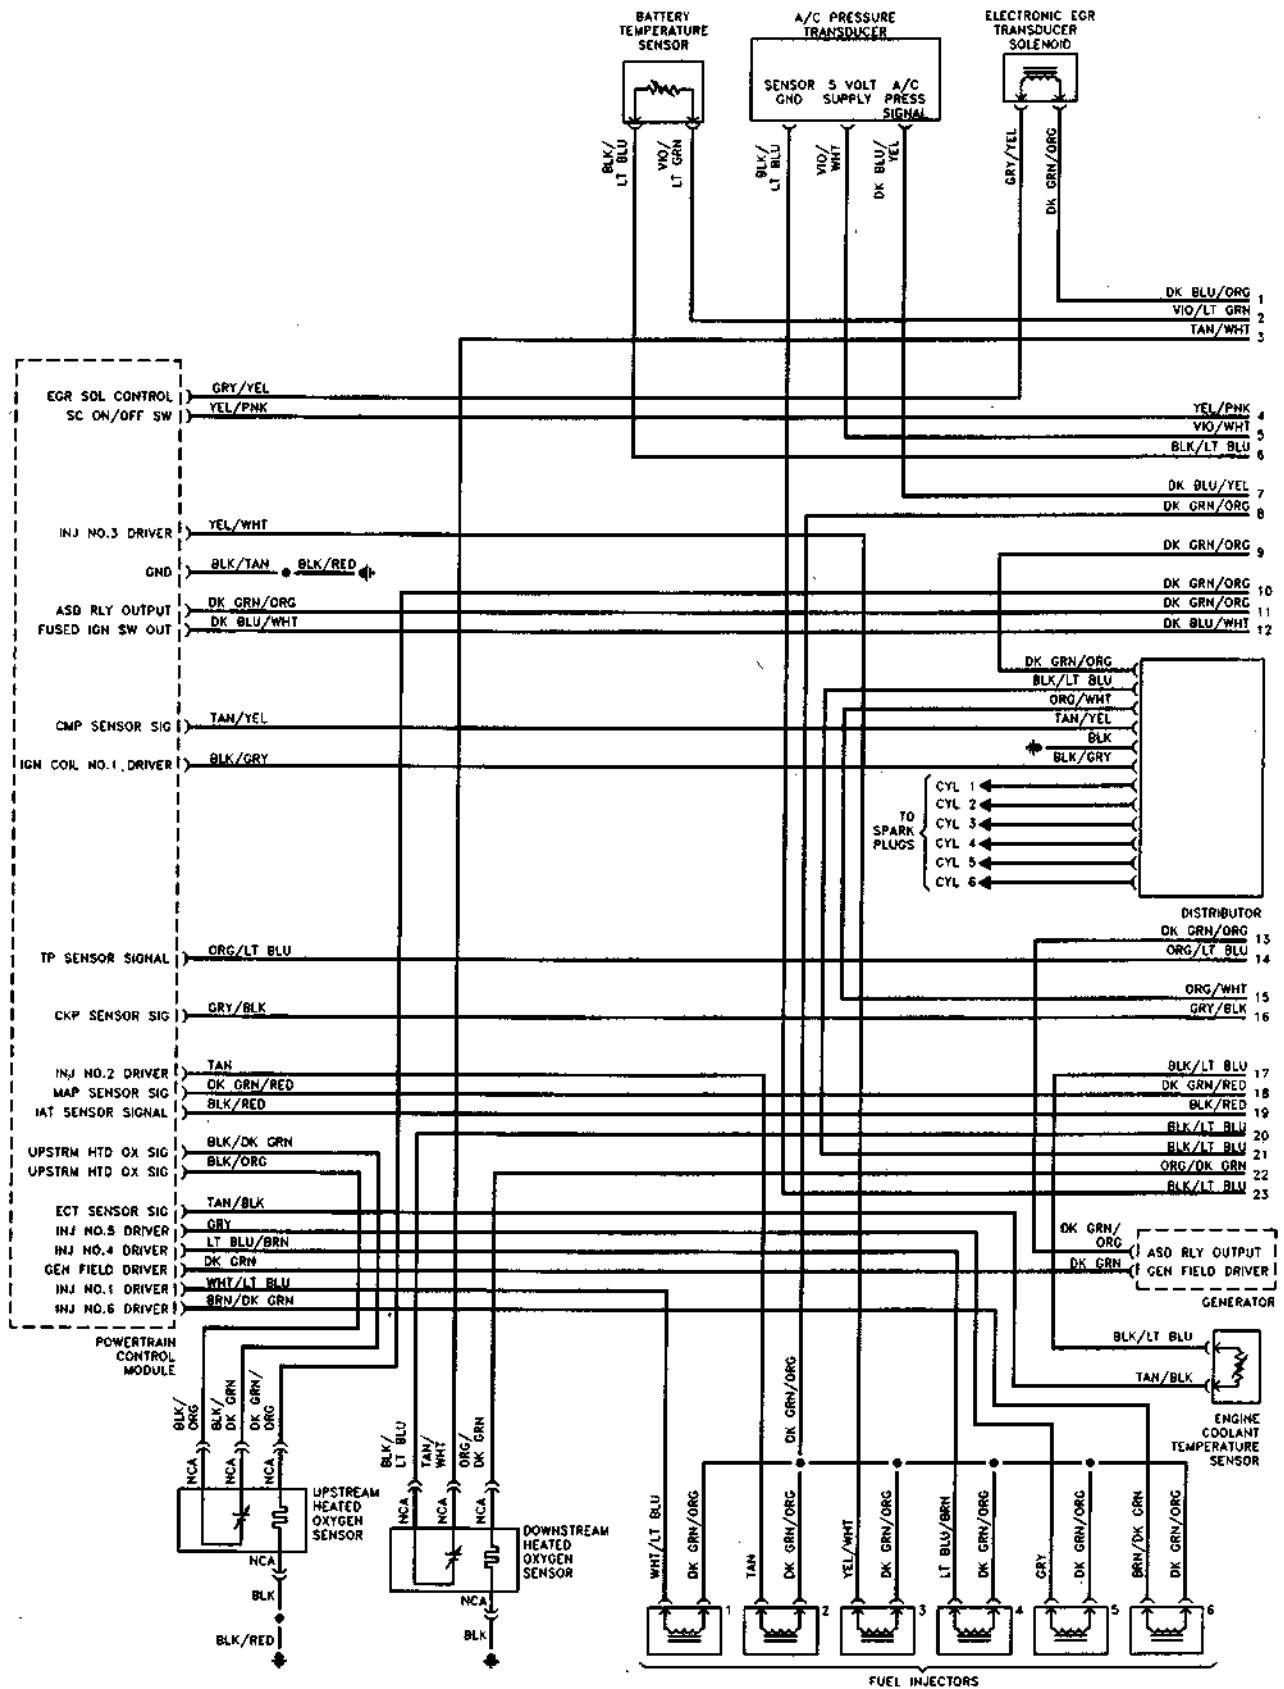 BATTERY
TEMPERATURE
SENSOR
A/C PRESSURE
TRANSDUCER
ELECTRONIC EGR
TRANSDUCER
SOLENOID
SENSOR GND
5 VOLT SUPPLY
A/C PRESS SIGNAL
BLK/
LT BLU
VIO/
LT GRN
BLK/
LT BLU
VIO/
WHT
DK BLU/
YEL
GRY/YEL
DK GRN/ORG
DK BLU/ORG 1
VIO/LT GRN 2
TAN/WHT 3
EGR SOL CONTROL GRY/YEL
SC ON/OFF SW YEL/PNK YEL/PNK 4
VIO/WHT 5
BLK/LT BLU 6
DK BLU/YEL 7
DK GRN/ORG 8
INJ NO.3 DRIVER YEL/WHT
DK GRN/ORG 9
GND BLK/TAN BLK/RED
DK GRN/ORG 10
ASD RLY OUTPUT DK GRN/ORG DK GRN/ORG 11
FUSED IGN SW OUT DK BLU/WHT DK BLU/WHT 12
DK GRN/ORG
BLK/LT BLU
ORG/WHT
CMP SENSOR SIG TAN/YEL TAN/YEL
BLK
IGN COIL NO.1 DRIVER BLK/GRY BLK/GRY
TO
SPARK
PLUGS
CYL 1
CYL 2
CYL 3
CYL 4
CYL 5
CYL 6
DISTRIBUTOR
DK GRN/ORG 13
TP SENSOR SIGNAL ORG/LT BLU ORG/LT BLU 14
ORG/WHT 15
CKP SENSOR SIG GRY/BLK GRY/BLK 16
INJ NO.2 DRIVER TAN BLK/LT BLU 17
MAP SENSOR SIG DK GRN/RED DK GRN/RED 18
IAT SENSOR SIGNAL BLK/RED BLK/RED 19
BLK/LT BLU 20
UPSTRM HTD OX SIG BLK/DK GRN BLK/LT BLU 21
UPSTRM HTD OX SIG BLK/ORG ORG/DK GRN 22
BLK/LT BLU 23
ECT SENSOR SIG TAN/BLK
INJ NO.5 DRIVER GRY
INJ NO.4 DRIVER LT BLU/BRN
GEN FIELD DRIVER DK GRN
INJ NO.1 DRIVER WHT/LT BLU
INJ NO.6 DRIVER BRN/DK GRN
DK GRN/
ORG
ASD RLY OUTPUT
DK GRN GEN FIELD DRIVER
GENERATOR
POWERTRAIN
CONTROL
MODULE
BLK/LT BLU
TAN/BLK
ENGINE
COOLANT
TEMPERATURE
SENSOR
BLK/
ORG
BLK/
DK GRN
DK GRN/
ORG
BLK/
LT BLU
TAN/
WHT
ORG/
DK GRN
DK GRN/ORG
NCA
NCA
NCA
NCA
NCA
NCA
UPSTREAM
HEATED
OXYGEN
SENSOR
DOWNSTREAM
HEATED
OXYGEN
SENSOR
NCA
BLK
BLK/RED
NCA
BLK
WHT/LT BLU
DK GRN/ORG
TAN
DK GRN/ORG
YEL/WHT
DK GRN/ORG
LT BLU/BRN
DK GRN/ORG
GRY
DK GRN/ORG
BRN/DK GRN
DK GRN/ORG
1 2 3 4 5 6
FUEL INJECTORS